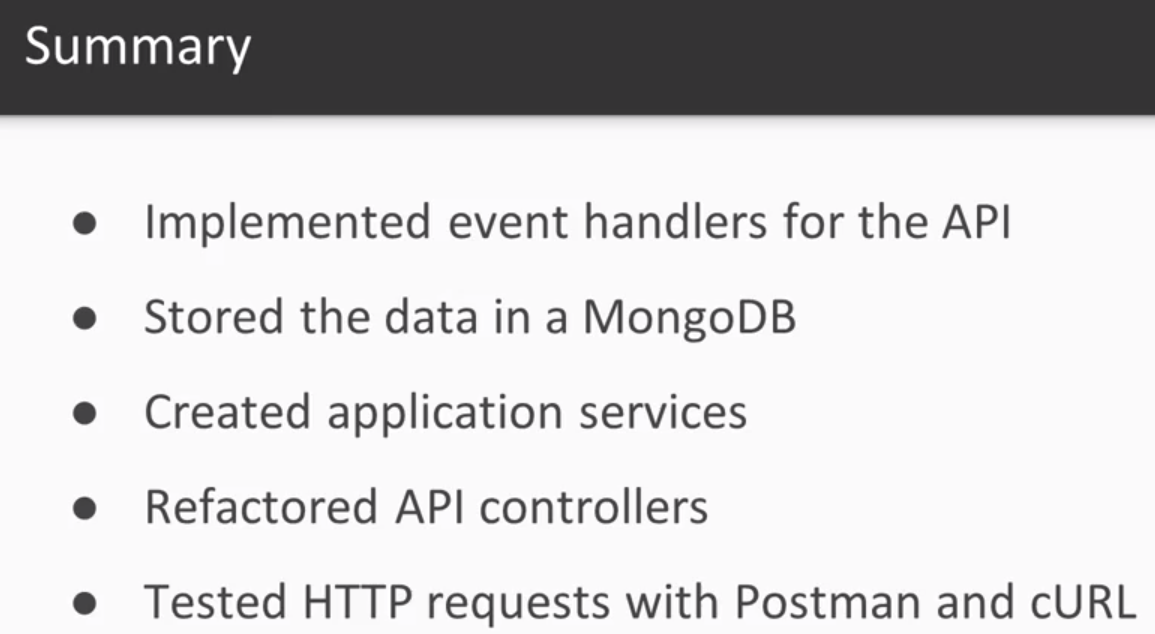 Summary
● Implemented event handlers for the API
● Stored the data in a MongoDB
● Created application services
● Refactored API controllers
● Tested HTTP requests with Postman and cURL